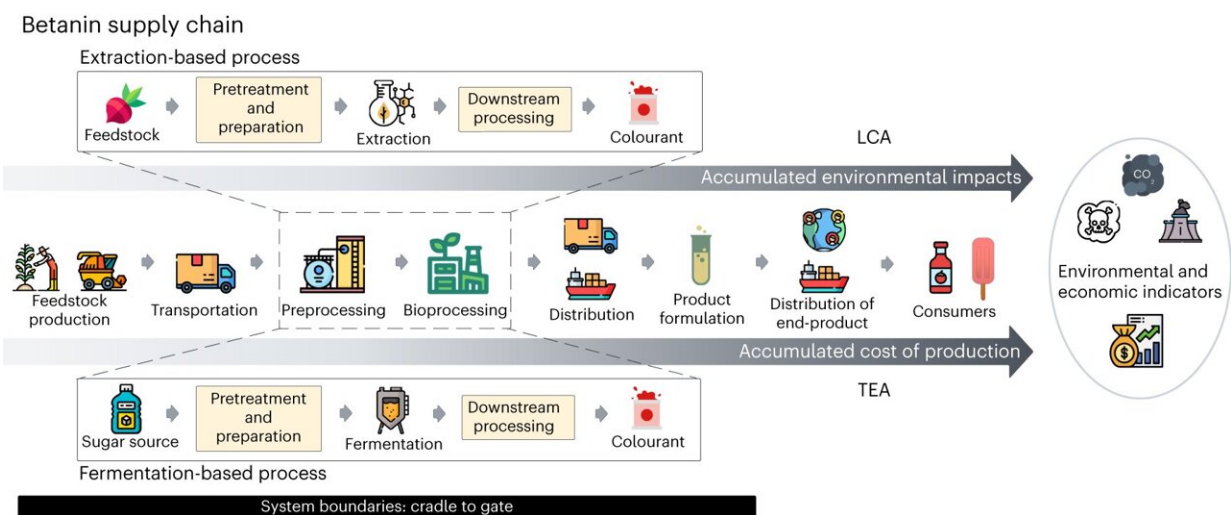 Betanin supply chain
Extraction-based process
Feedstock
Pretreatment
and
preparation
Extraction
Downstream
processing
Colourant
LCA
Accumulated environmental impacts
CO2
Feedstock
production
Transportation
Preprocessing
Bioprocessing
Distribution
Product
formulation
Distribution of
end-product
Consumers
Environmental and
economic indicators
$
Accumulated cost of production
TEA
Sugar source
Pretreatment
and
preparation
Fermentation
Downstream
processing
Colourant
Fermentation-based process
System boundaries: cradle to gate